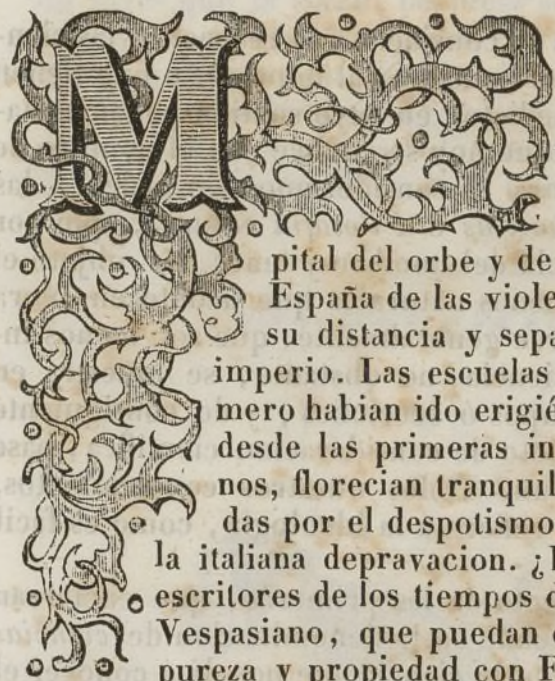 M
pital del orbe y de
España de las viole
su distancia y sepa
imperio. Las escuelas
mero habian ido erigié
desde las primeras in
nos, florecian tranquil
das por el despotismo
la italiana depravacion. ¿
escritores de los tiempos
Vespasiano, que puedan
pureza y propiedad con